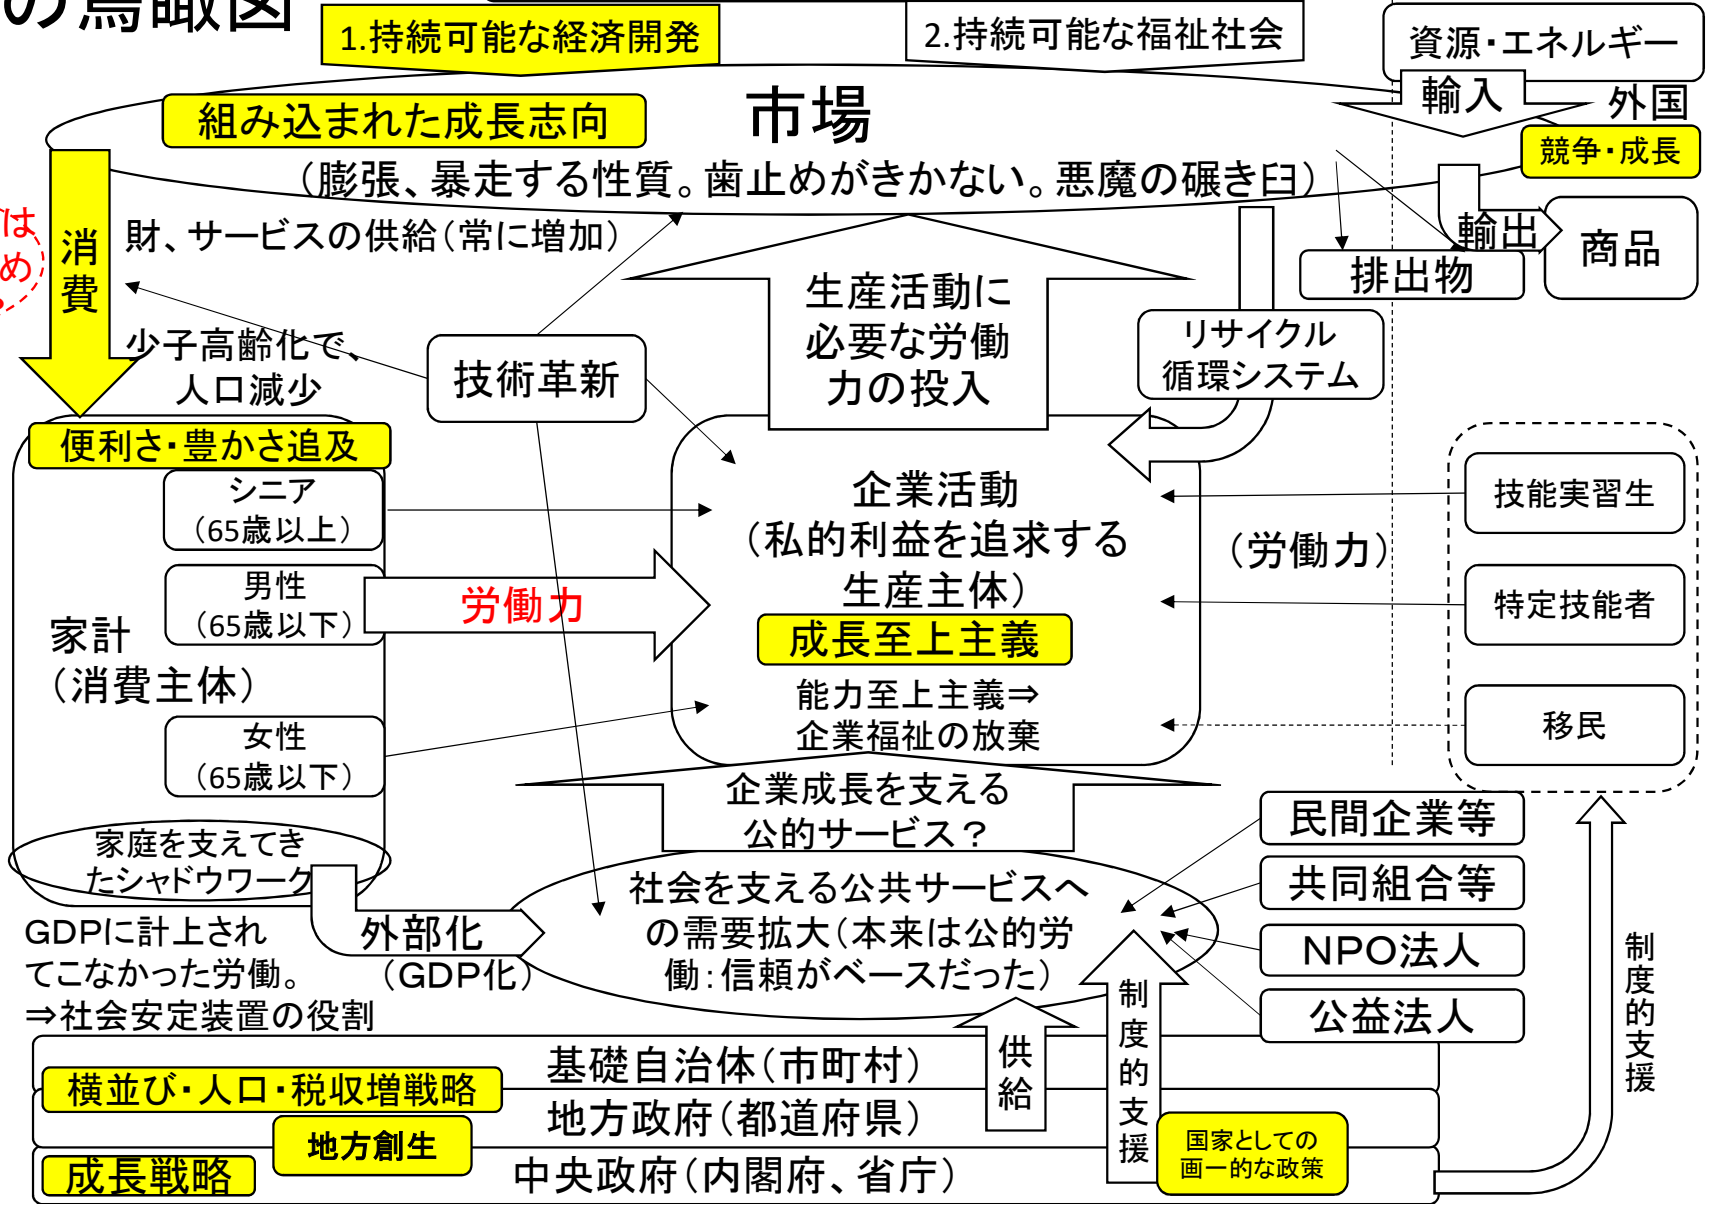 の鳥瞰図
1.持続可能な経済開発
2.持続可能な福祉社会
資源・エネルギー
輸入
外国
組み込まれた成長志向
市場
競争・成長
(膨張、暴走する性質。歯止めがきかない。悪魔の碾き臼)
は
め
消費
財、サービスの供給(常に増加)
輸出
商品
排出物
生産活動に
必要な労働
力の投入
リサイクル
循環システム
少子高齢化で、
人口減少
技術革新
便利さ・豊かさ追及
シニア
(65歳以上)
男性
(65歳以下)
労働力
家計
(消費主体)
女性
(65歳以下)
企業活動
(私的利益を追求する
生産主体)
成長至上主義
能力至上主義⇒
企業福祉の放棄
(労働力)
技能実習生
特定技能者
移民
企業成長を支える
公的サービス?
家庭を支えてき
たシャドウワーク
外部化
(GDP化)
GDPに計上され
てこなかった労働。
⇒社会安定装置の役割
社会を支える公共サービスへ
の需要拡大(本来は公的労
働:信頼がベースだった)
民間企業等
共同組合等
NPO法人
公益法人
制度的支援
供給
制度的支援
基礎自治体(市町村)
横並び・人口・税収増戦略
地方政府(都道府県)
地方創生
成長戦略
中央政府(内閣府、省庁)
国家としての
画一的な政策